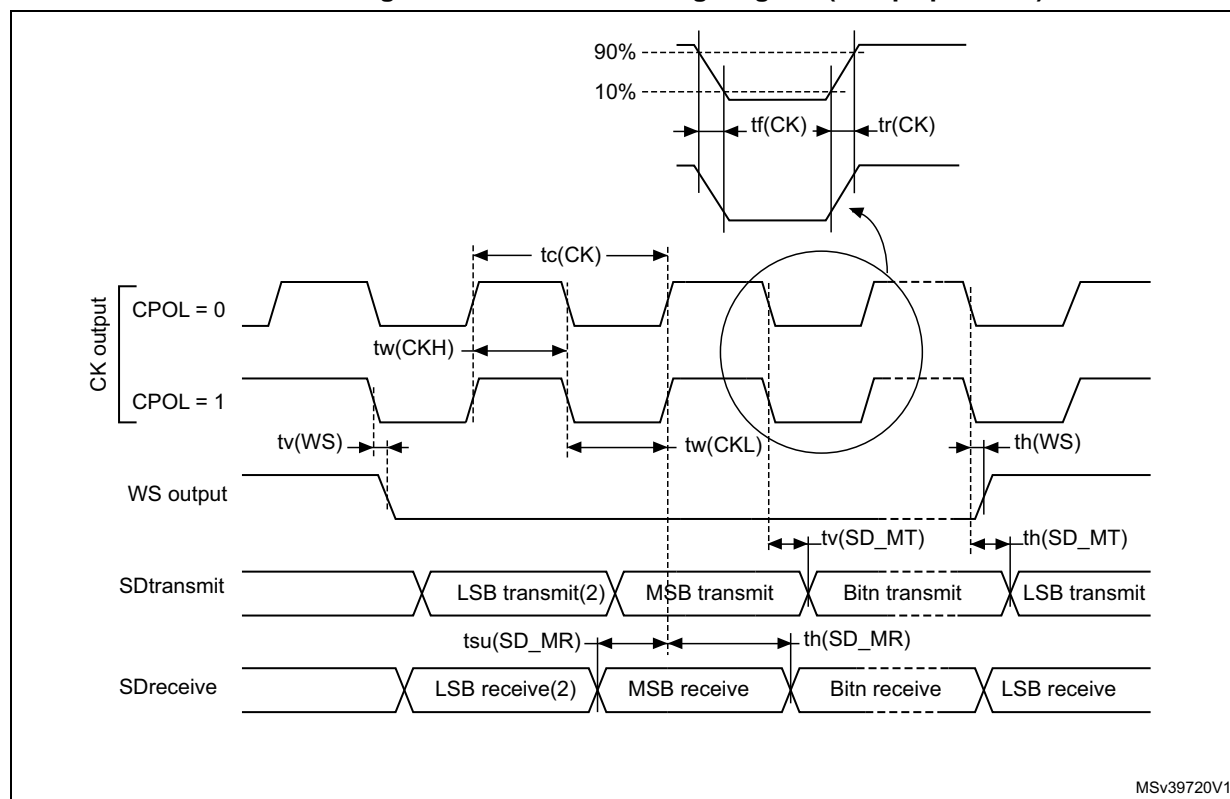 90%
10%
tf(CK)
tr(CK)
tc(CK)
CK output
CPOL = 0
tw(CKH)
CPOL = 1
tv(WS)
tw(CKL)
th(WS)
WS output
tv(SD_MT)
th(SD_MT)
SDtransmit
LSB transmit(2)
MSB transmit
Bitn transmit
LSB transmit
tsu(SD_MR)
th(SD_MR)
SDreceive
LSB receive(2)
MSB receive
Bitn receive
LSB receive
MSv39720V1